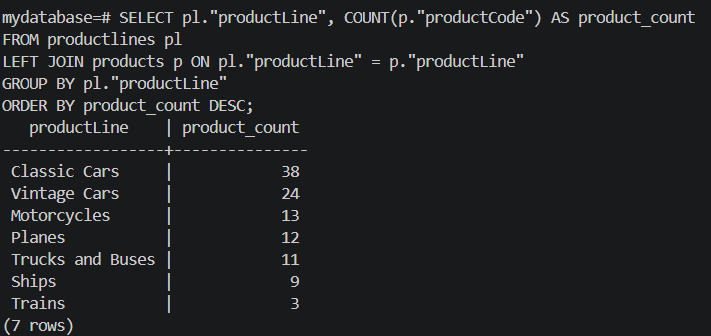 mydatabase=# SELECT pl."productLine", COUNT(p."productCode") AS product_count
FROM productlines pl
LEFT JOIN products p ON pl."productLine" = p."productLine"
GROUP BY pl."productLine"
ORDER BY product_count DESC;
   productLine    | product_count
------------------+---------------
 Classic Cars     |            38
 Vintage Cars     |            24
 Motorcycles      |            13
 Planes           |            12
 Trucks and Buses |            11
 Ships            |             9
 Trains           |             3
(7 rows)